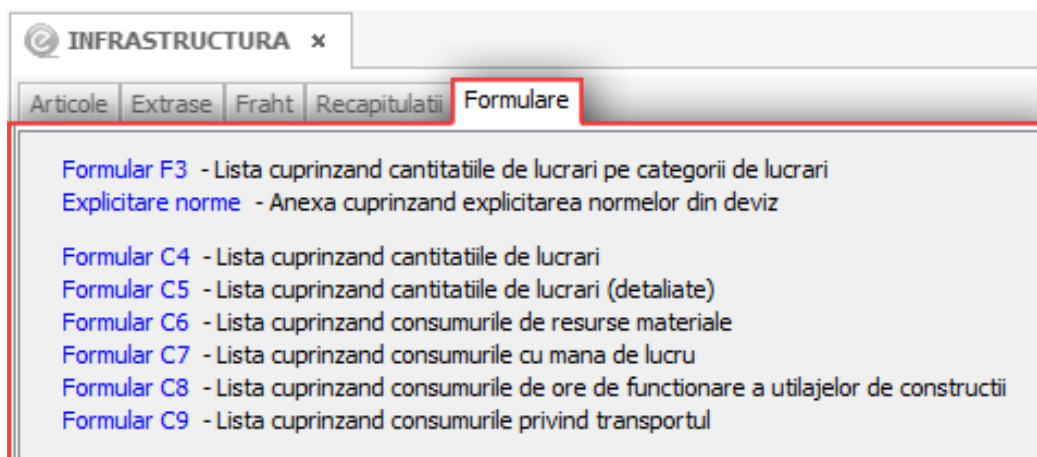 INFRASTRUCTURA ×
Articole Extrase Fraht Recapitulatii Formulare
Formular F3 - Lista cuprinzand cantitatiile de lucrari pe categorii de lucrari
Explicitare norme - Anexa cuprinzand explicitarea normelor din deviz
Formular C4 - Lista cuprinzand cantitatiile de lucrari
Formular C5 - Lista cuprinzand cantitatiile de lucrari (detaliate)
Formular C6 - Lista cuprinzand consumurile de resurse materiale
Formular C7 - Lista cuprinzand consumurile cu mana de lucru
Formular C8 - Lista cuprinzand consumurile de ore de functionare a utilajelor de constructii
Formular C9 - Lista cuprinzand consumurile privind transportul